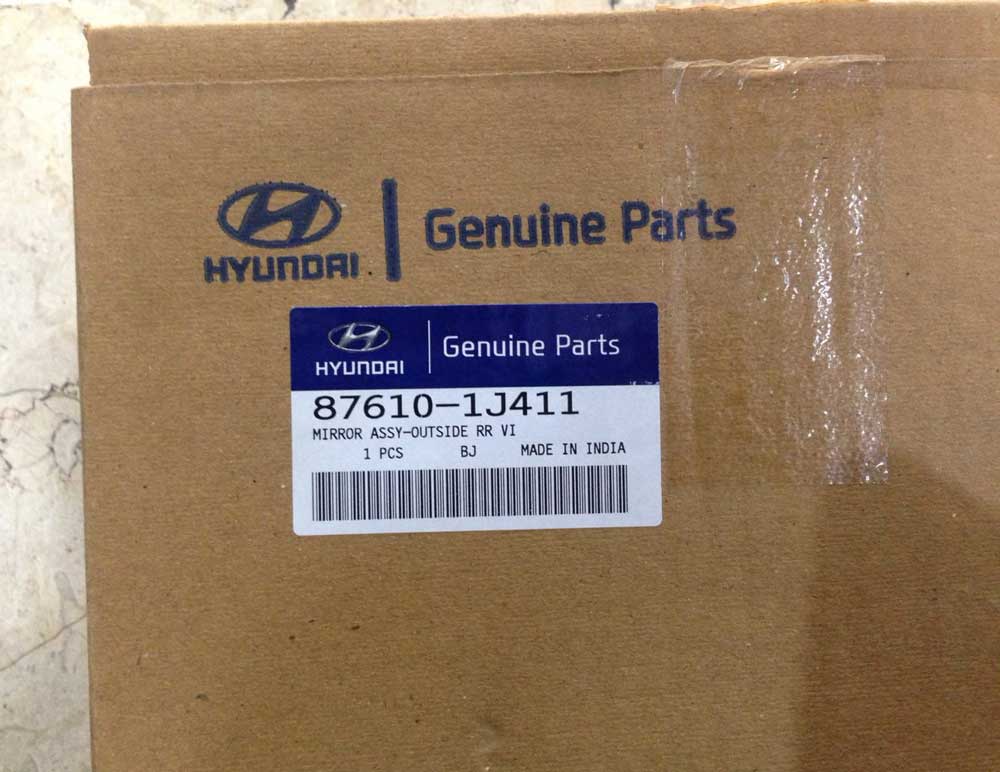 HYUNDAI | Genuine Parts
HYUNDAI | Genuine Parts
87610-1J411
MIRROR ASSY-OUTSIDE RR VI
1 PCS BJ MADE IN INDIA